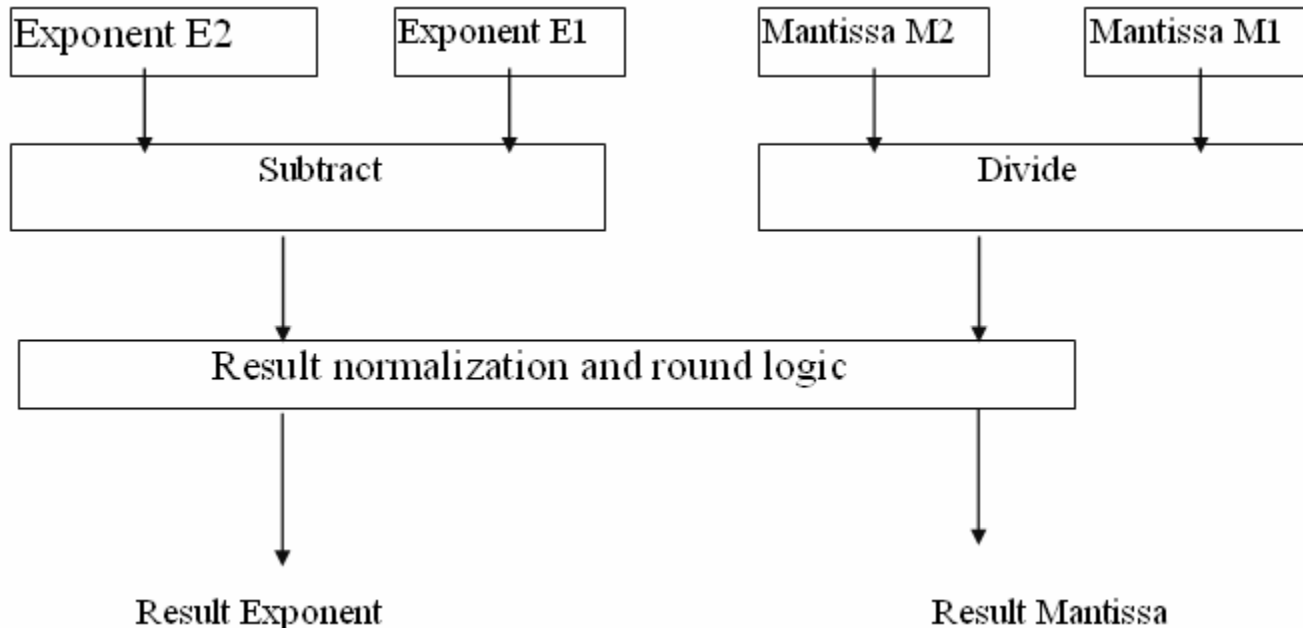 Exponent E2
Exponent E1
Mantissa M2
Mantissa M1
Subtract
Divide
Result normalization and round logic
Result Exponent
Result Mantissa